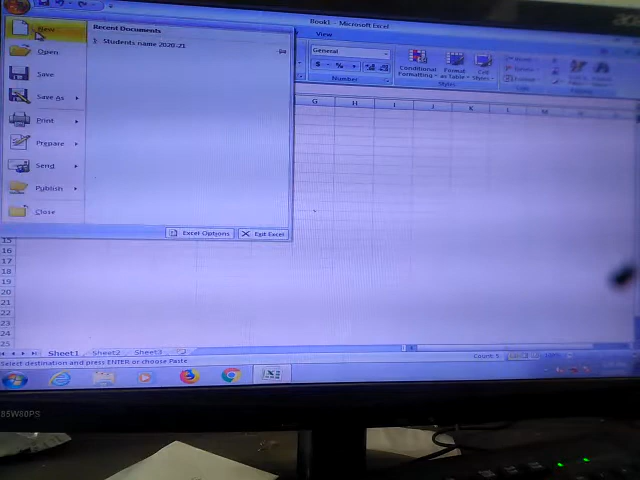 Book1 - Microsoft Excel
New
Recent Documents
1 Students name 2020-21
View
Open
General
Save
$ % ,
Conditional Formatting
Format as Table
Cell Styles
Number
Styles
Save As
G H I J K L M
Print
Prepare
Send
Publish
Close
Excel Options
Exit Excel
15
16
17
18
19
20
21
22
23
24
25
Sheet1 Sheet2 Sheet3
Select destination and press ENTER or choose Paste
Count: 5
100%
85W80PS